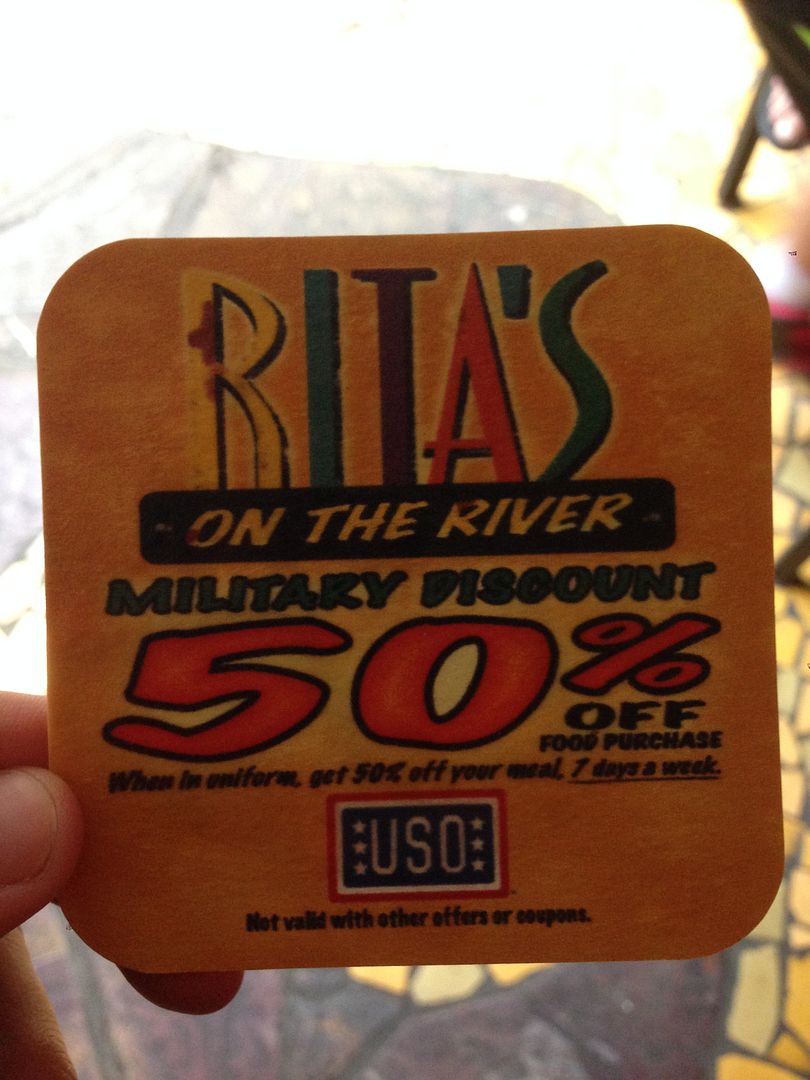 RITA'S
ON THE RIVER
MILITARY DISCOUNT
50%
OFF
FOOD PURCHASE
When in uniform, get 50% off your meal, 7 days a week.
USO
Not valid with other offers or coupons.